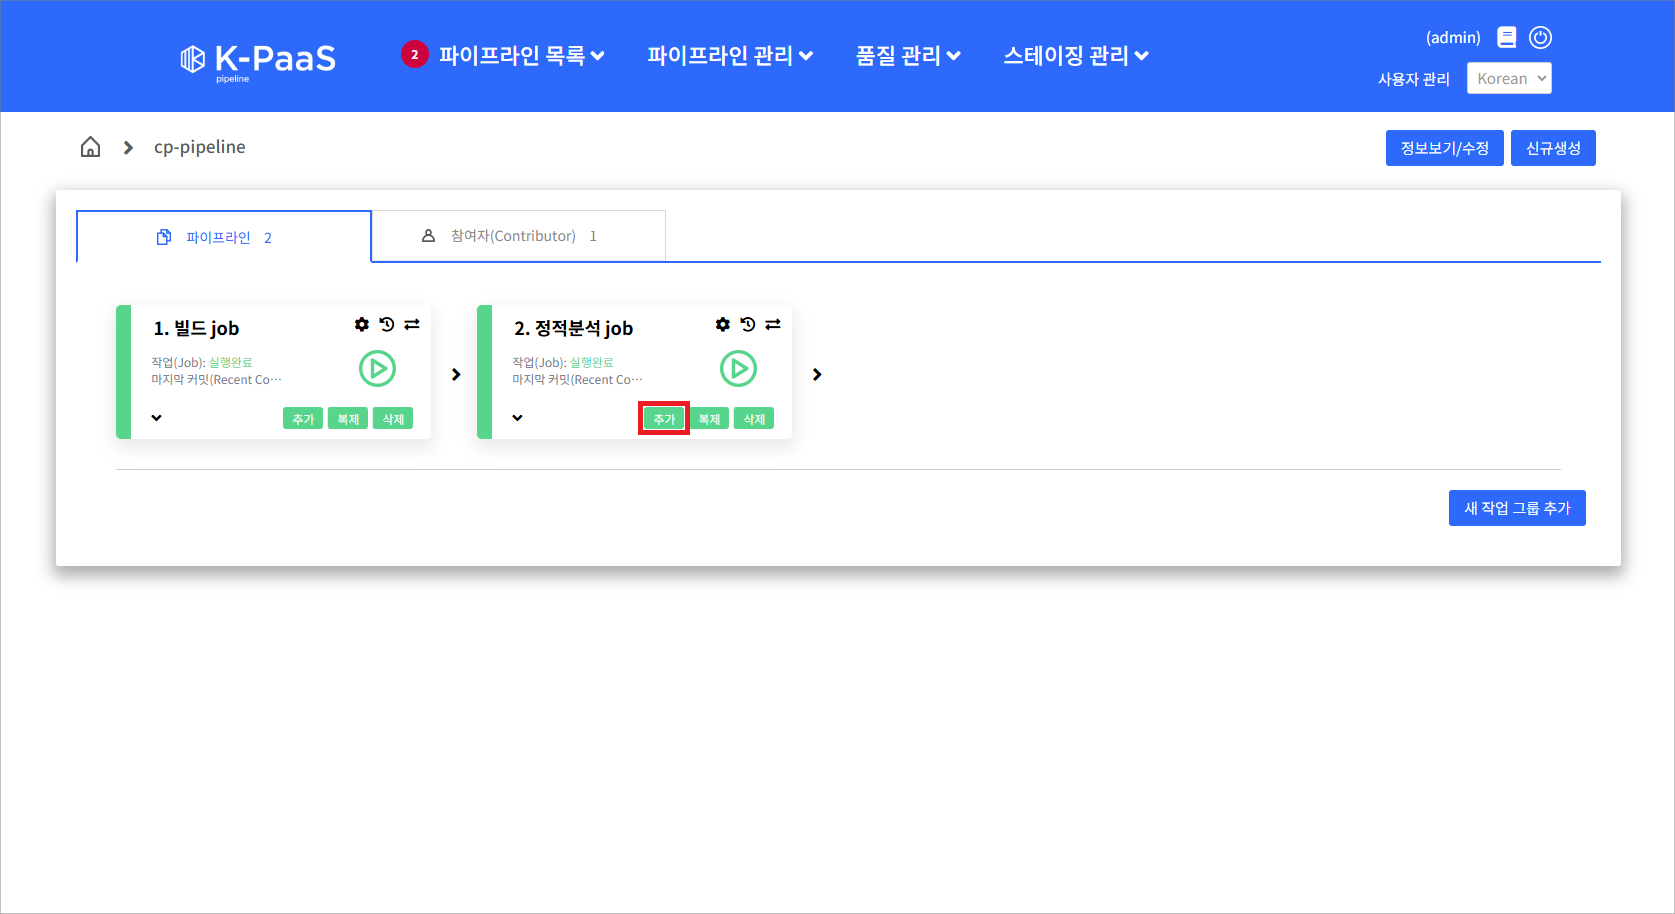 K-PaaS
pipeline
2 파이프라인 목록
파이프라인 관리
품질 관리
스테이징 관리
(admin)
사용자 관리
Korean
cp-pipeline
정보보기/수정
신규생성
파이프라인 2
참여자(Contributor) 1
1. 빌드 job
작업(Job): 실행완료
마지막 커밋(Recent Co…
추가
복제
삭제
2. 정적분석 job
작업(Job): 실행완료
마지막 커밋(Recent Co…
추가
복제
삭제
새 작업 그룹 추가